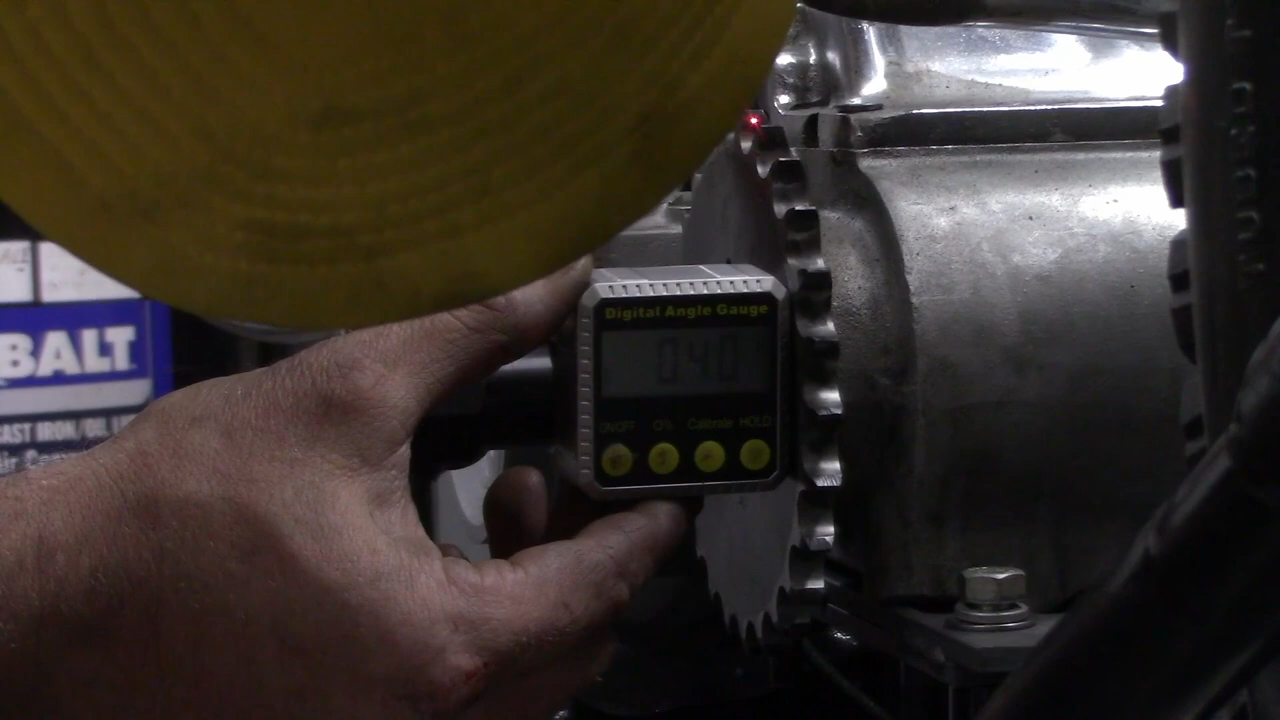 Digital Angle Gauge
0.40
ON/OFF 0% Calibrate HOLD
BALT
CAST IRON/OIL